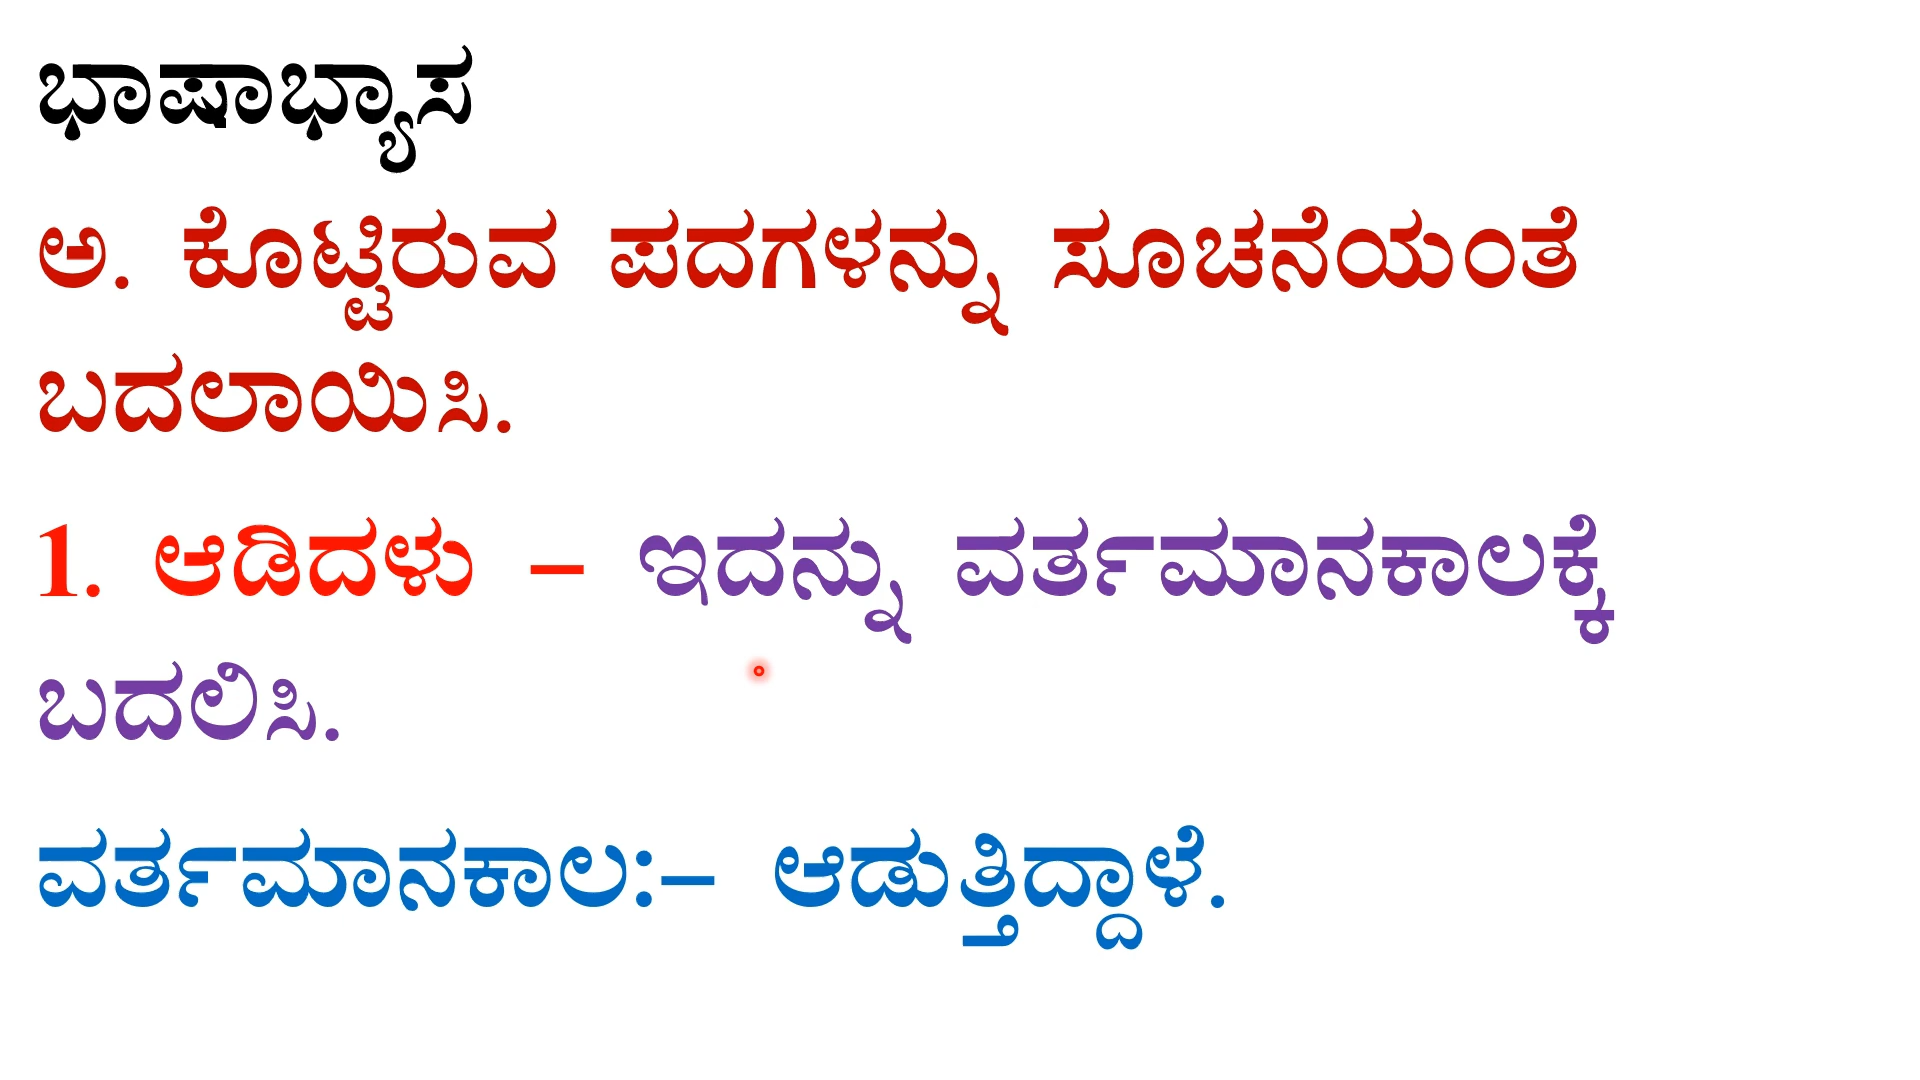 ಭಾಷಾಭ್ಯಾಸ
ಅ. ಕೊಟ್ಟಿರುವ ಪದಗಳನ್ನು ಸೂಚನೆಯಂತೆ
ಬದಲಾಯಿಸಿ.
1. ಆಡಿದಳು – ಇದನ್ನು ವರ್ತಮಾನಕಾಲಕ್ಕೆ
ಬದಲಿಸಿ.
ವರ್ತಮಾನಕಾಲ:– ಆಡುತ್ತಿದ್ದಾಳೆ.